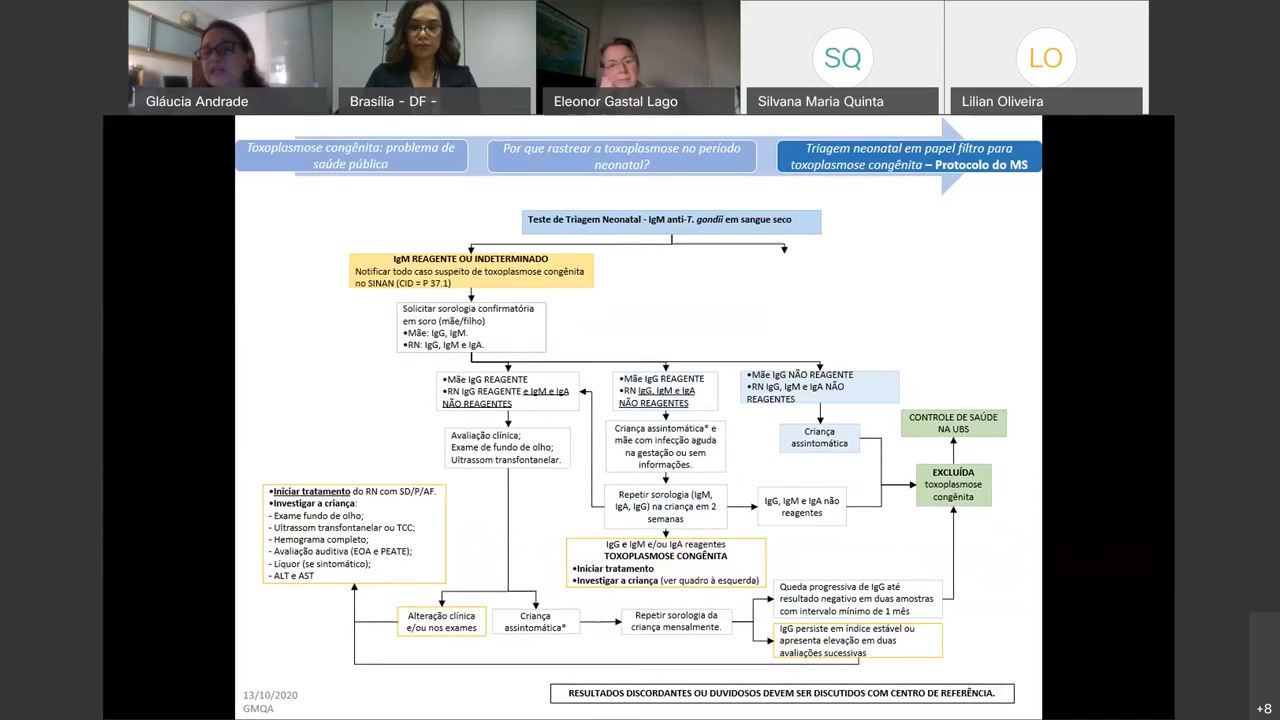 Gláucia Andrade
Brasília - DF -
Eleonor Gastal Lago
SQ
Silvana Maria Quinta
LO
Lilian Oliveira
Toxoplasmose congênita: problema de
saúde pública
Por que rastrear a toxoplasmose no período
neonatal?
Triagem neonatal em papel filtro para
toxoplasmose congênita – Protocolo do MS
Teste de Triagem Neonatal - IgM anti-T. gondii em sangue seco
IgM REAGENTE OU INDETERMINADO
Notificar todo caso suspeito de toxoplasmose congênita
no SINAN (CID = P 37.1)
Solicitar sorologia confirmatória
em soro (mãe/filho)
•Mãe: IgG, IgM.
•RN: IgG, IgM e IgA.
•Mãe IgG REAGENTE
•RN IgG REAGENTE e IgM e IgA
NÃO REAGENTES
•Mãe IgG REAGENTE
•RN IgG, IgM e IgA
NÃO REAGENTES
•Mãe IgG NÃO REAGENTE
•RN IgG, IgM e IgA NÃO
REAGENTES
Avaliação clínica;
Exame de fundo de olho;
Ultrassom transfontanelar.
Criança assintomática* e
mãe com infecção aguda
na gestação ou sem
informações.
Criança
assintomática
CONTROLE DE SAÚDE
NA UBS
EXCLUÍDA
toxoplasmose
congênita
•Iniciar tratamento do RN com SD/P/AF.
•Investigar a criança:
- Exame fundo de olho;
- Ultrassom transfontanelar ou TCC;
- Hemograma completo;
- Avaliação auditiva (EOA e PEATE);
- Líquor (se sintomático);
- ALT e AST
Repetir sorologia (IgM,
IgA, IgG) na criança em 2
semanas
IgG, IgM e IgA não
reagentes
IgG e IgM e/ou IgA reagentes
TOXOPLASMOSE CONGÊNITA
•Iniciar tratamento
•Investigar a criança (ver quadro à esquerda)
Alteração clínica
e/ou nos exames
Criança
assintomática*
Repetir sorologia da
criança mensalmente.
Queda progressiva de IgG até
resultado negativo em duas amostras
com intervalo mínimo de 1 mês
IgG persiste em índice estável ou
apresenta elevação em duas
avaliações sucessivas
13/10/2020
GMQA
RESULTADOS DISCORDANTES OU DUVIDOSOS DEVEM SER DISCUTIDOS COM CENTRO DE REFERÊNCIA.
+8